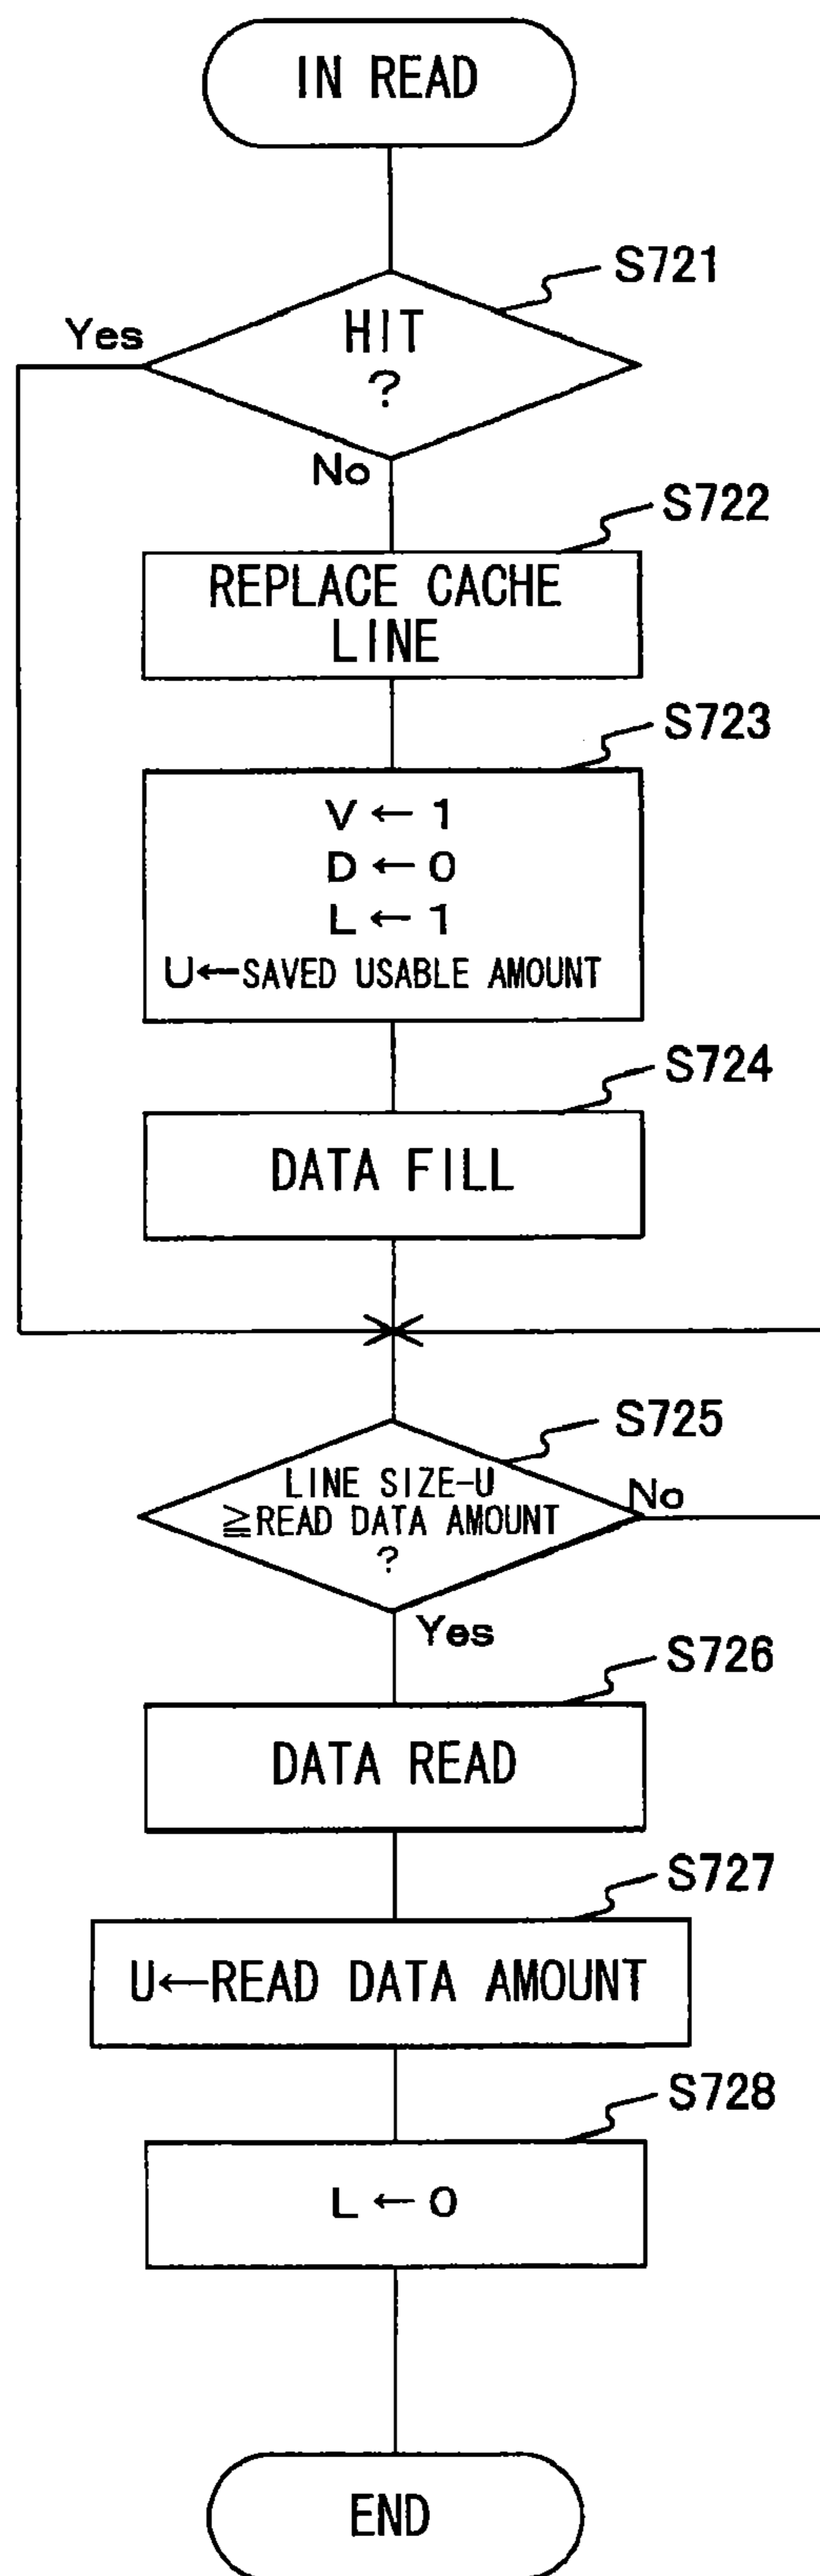 IN READ
S721
Yes
HIT
?
No
S722
REPLACE CACHE
LINE
S723
V ← 1
D ← 0
L ← 1
U←SAVED USABLE AMOUNT
S724
DATA FILL
S725
LINE SIZE-U
≧READ DATA AMOUNT
?
No
Yes
S726
DATA READ
S727
U←READ DATA AMOUNT
S728
L ← 0
END